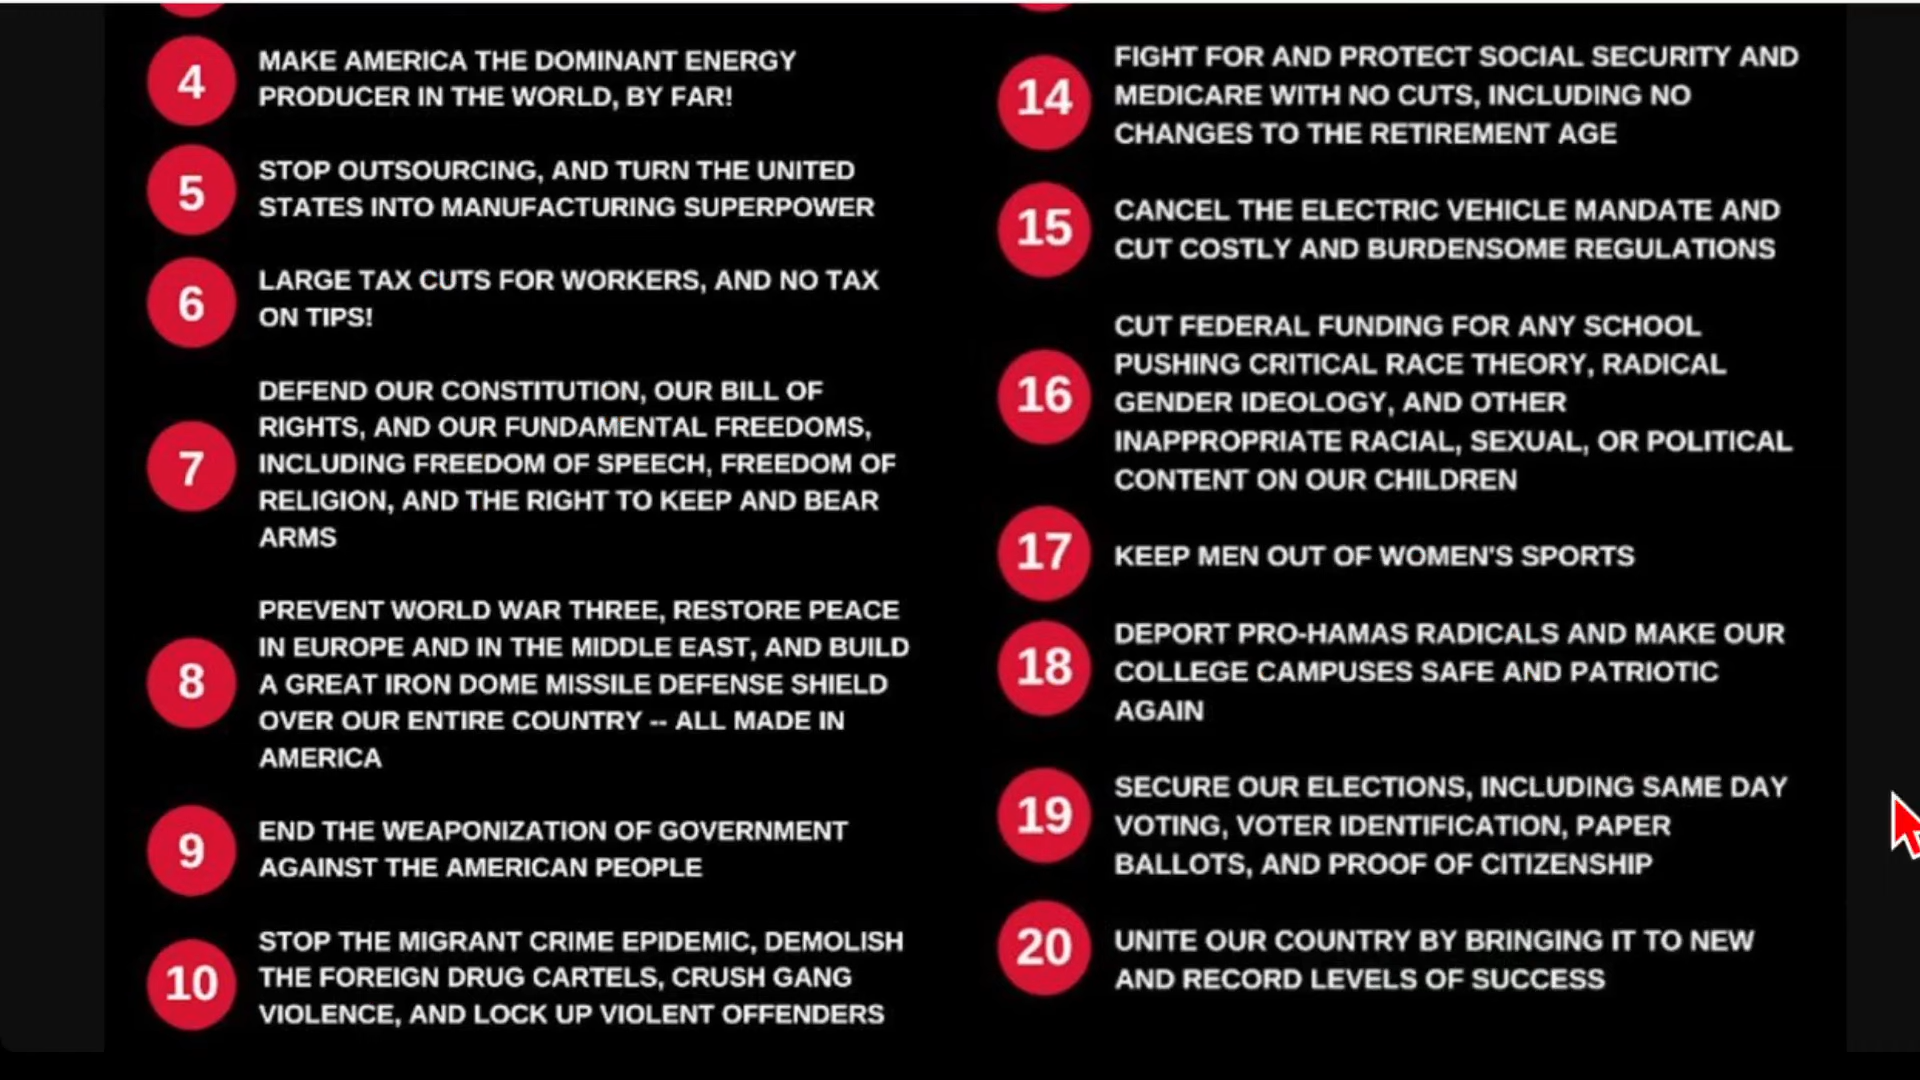 4
MAKE AMERICA THE DOMINANT ENERGY
PRODUCER IN THE WORLD, BY FAR!
5
STOP OUTSOURCING, AND TURN THE UNITED
STATES INTO MANUFACTURING SUPERPOWER
6
LARGE TAX CUTS FOR WORKERS, AND NO TAX
ON TIPS!
7
DEFEND OUR CONSTITUTION, OUR BILL OF
RIGHTS, AND OUR FUNDAMENTAL FREEDOMS,
INCLUDING FREEDOM OF SPEECH, FREEDOM OF
RELIGION, AND THE RIGHT TO KEEP AND BEAR
ARMS
8
PREVENT WORLD WAR THREE, RESTORE PEACE
IN EUROPE AND IN THE MIDDLE EAST, AND BUILD
A GREAT IRON DOME MISSILE DEFENSE SHIELD
OVER OUR ENTIRE COUNTRY -- ALL MADE IN
AMERICA
9
END THE WEAPONIZATION OF GOVERNMENT
AGAINST THE AMERICAN PEOPLE
10
STOP THE MIGRANT CRIME EPIDEMIC, DEMOLISH
THE FOREIGN DRUG CARTELS, CRUSH GANG
VIOLENCE, AND LOCK UP VIOLENT OFFENDERS
14
FIGHT FOR AND PROTECT SOCIAL SECURITY AND
MEDICARE WITH NO CUTS, INCLUDING NO
CHANGES TO THE RETIREMENT AGE
15
CANCEL THE ELECTRIC VEHICLE MANDATE AND
CUT COSTLY AND BURDENSOME REGULATIONS
16
CUT FEDERAL FUNDING FOR ANY SCHOOL
PUSHING CRITICAL RACE THEORY, RADICAL
GENDER IDEOLOGY, AND OTHER
INAPPROPRIATE RACIAL, SEXUAL, OR POLITICAL
CONTENT ON OUR CHILDREN
17
KEEP MEN OUT OF WOMEN'S SPORTS
18
DEPORT PRO-HAMAS RADICALS AND MAKE OUR
COLLEGE CAMPUSES SAFE AND PATRIOTIC
AGAIN
19
SECURE OUR ELECTIONS, INCLUDING SAME DAY
VOTING, VOTER IDENTIFICATION, PAPER
BALLOTS, AND PROOF OF CITIZENSHIP
20
UNITE OUR COUNTRY BY BRINGING IT TO NEW
AND RECORD LEVELS OF SUCCESS